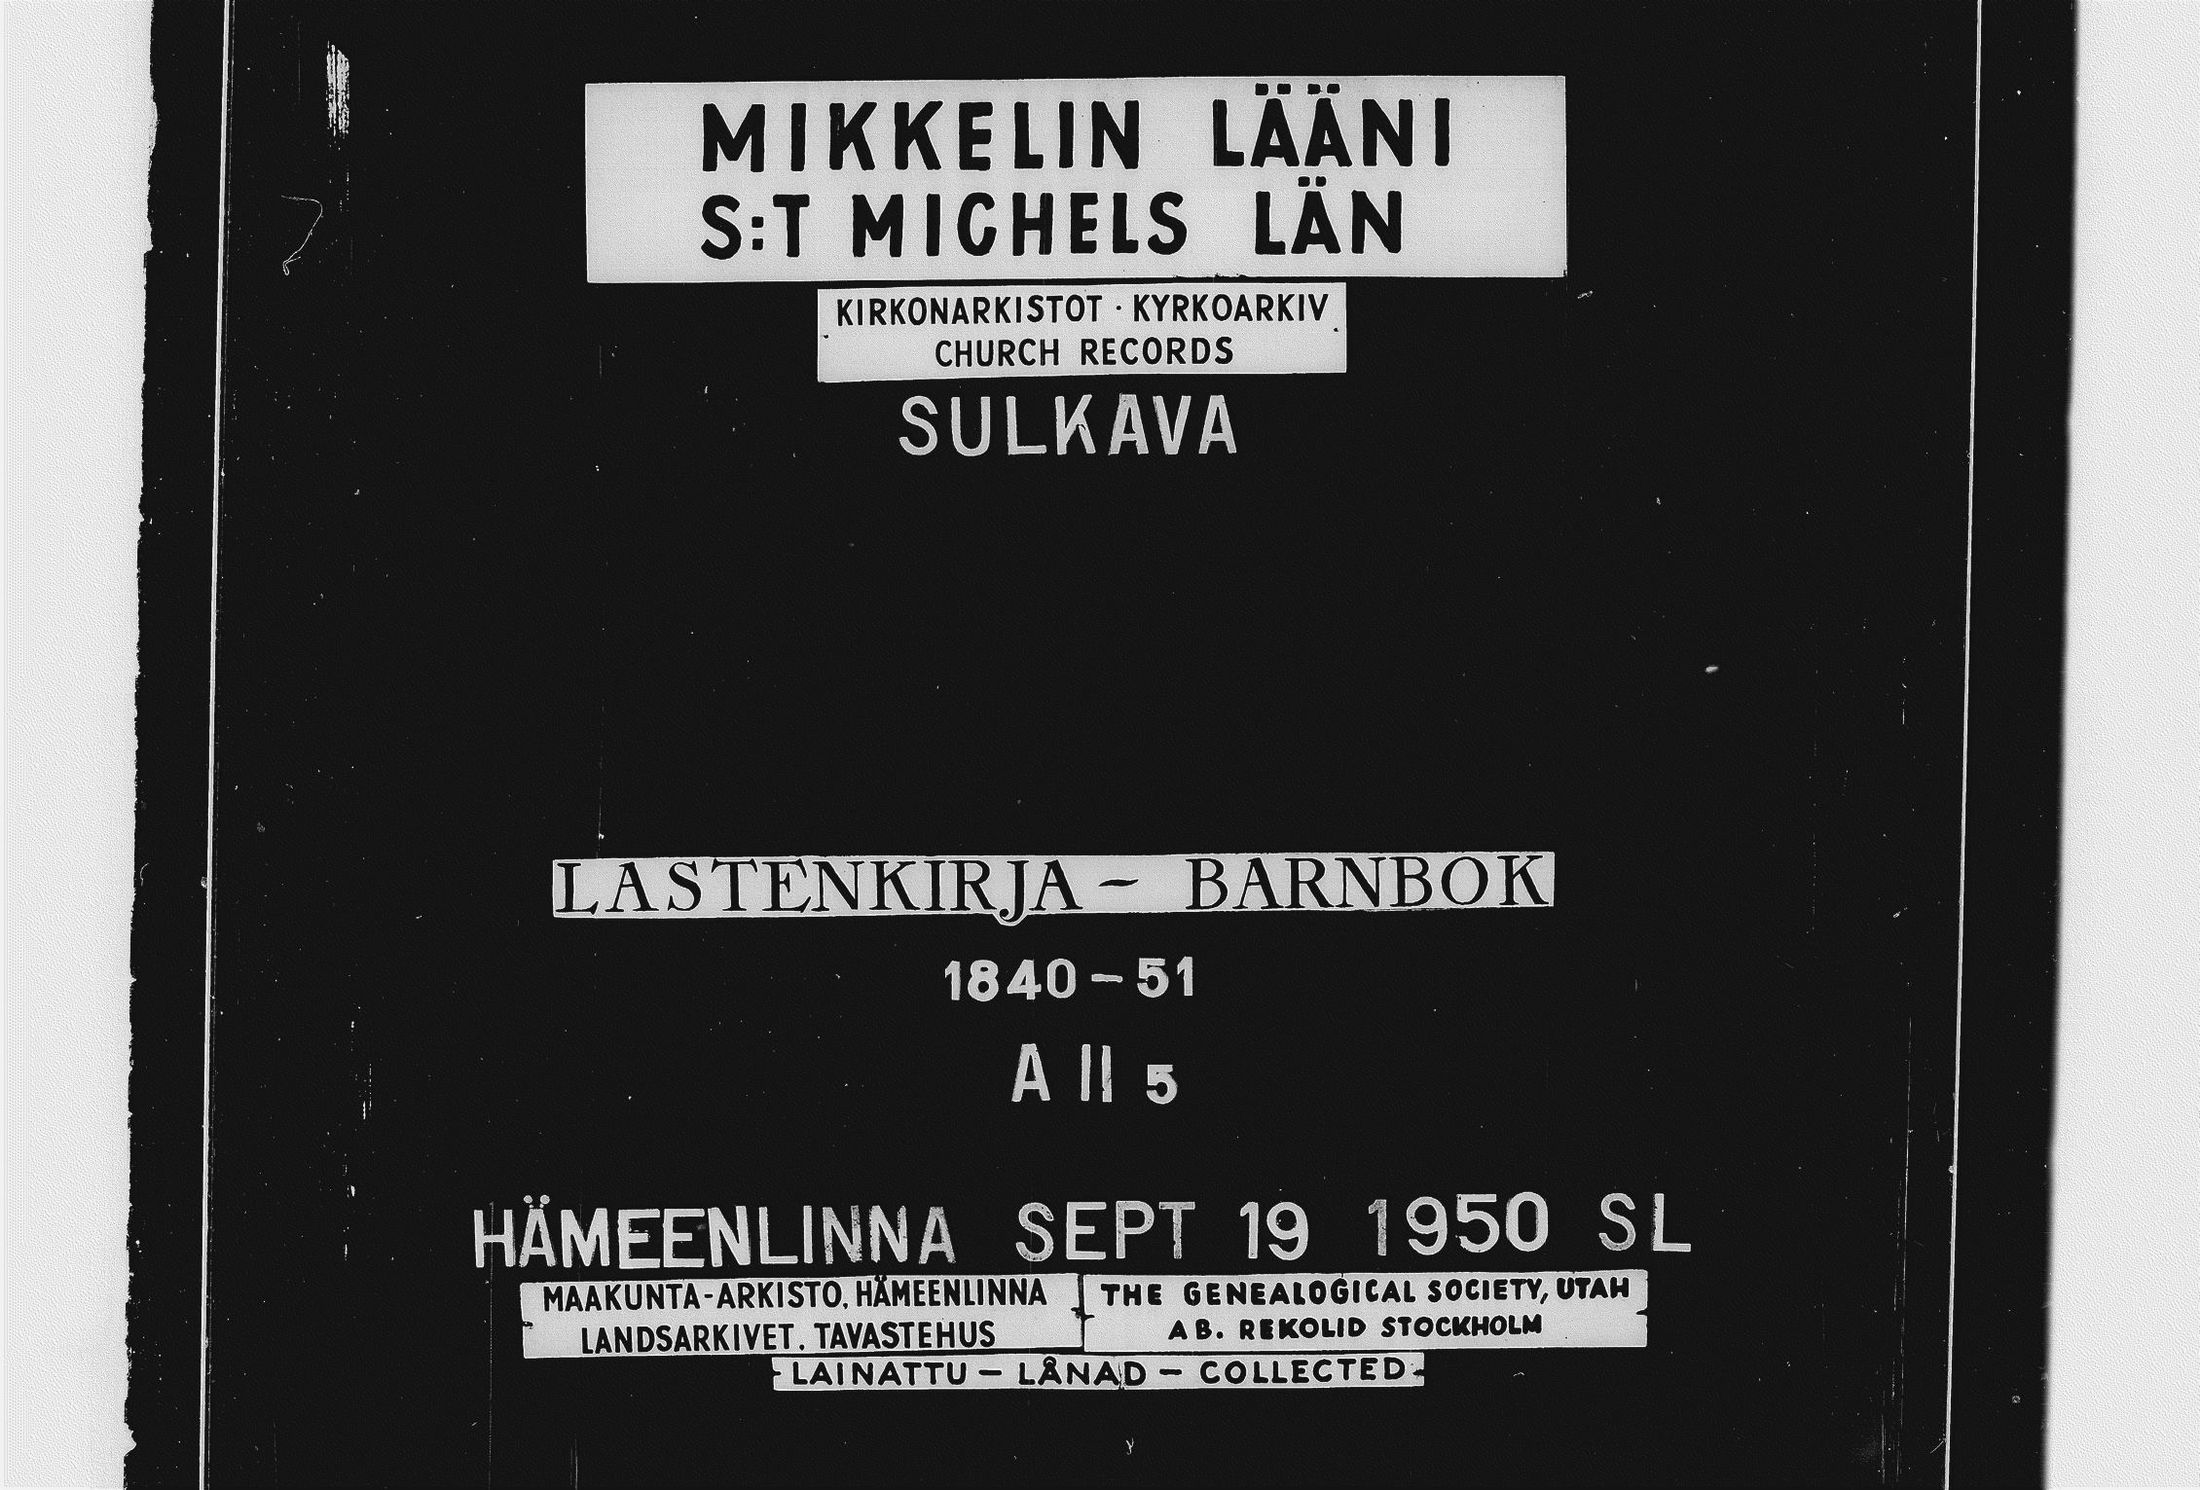 MIKKELIN LÄÄNI
S:T MICHELS LÄN
KIRKONARKISTOT · KYRKOARKIV
CHURCH RECORDS
SULKAVA
LASTENKIRJA – BARNBOK
1840–51
A II 5
HÄMEENLINNA SEPT 19 1950 SL
MAAKUNTA-ARKISTO, HÄMEENLINNA
LANDSARKIVET, TAVASTEHUS
THE GENEALOGICAL SOCIETY, UTAH
AB. REKOLID STOCKHOLM
LAINATTU – LÅNAD – COLLECTED